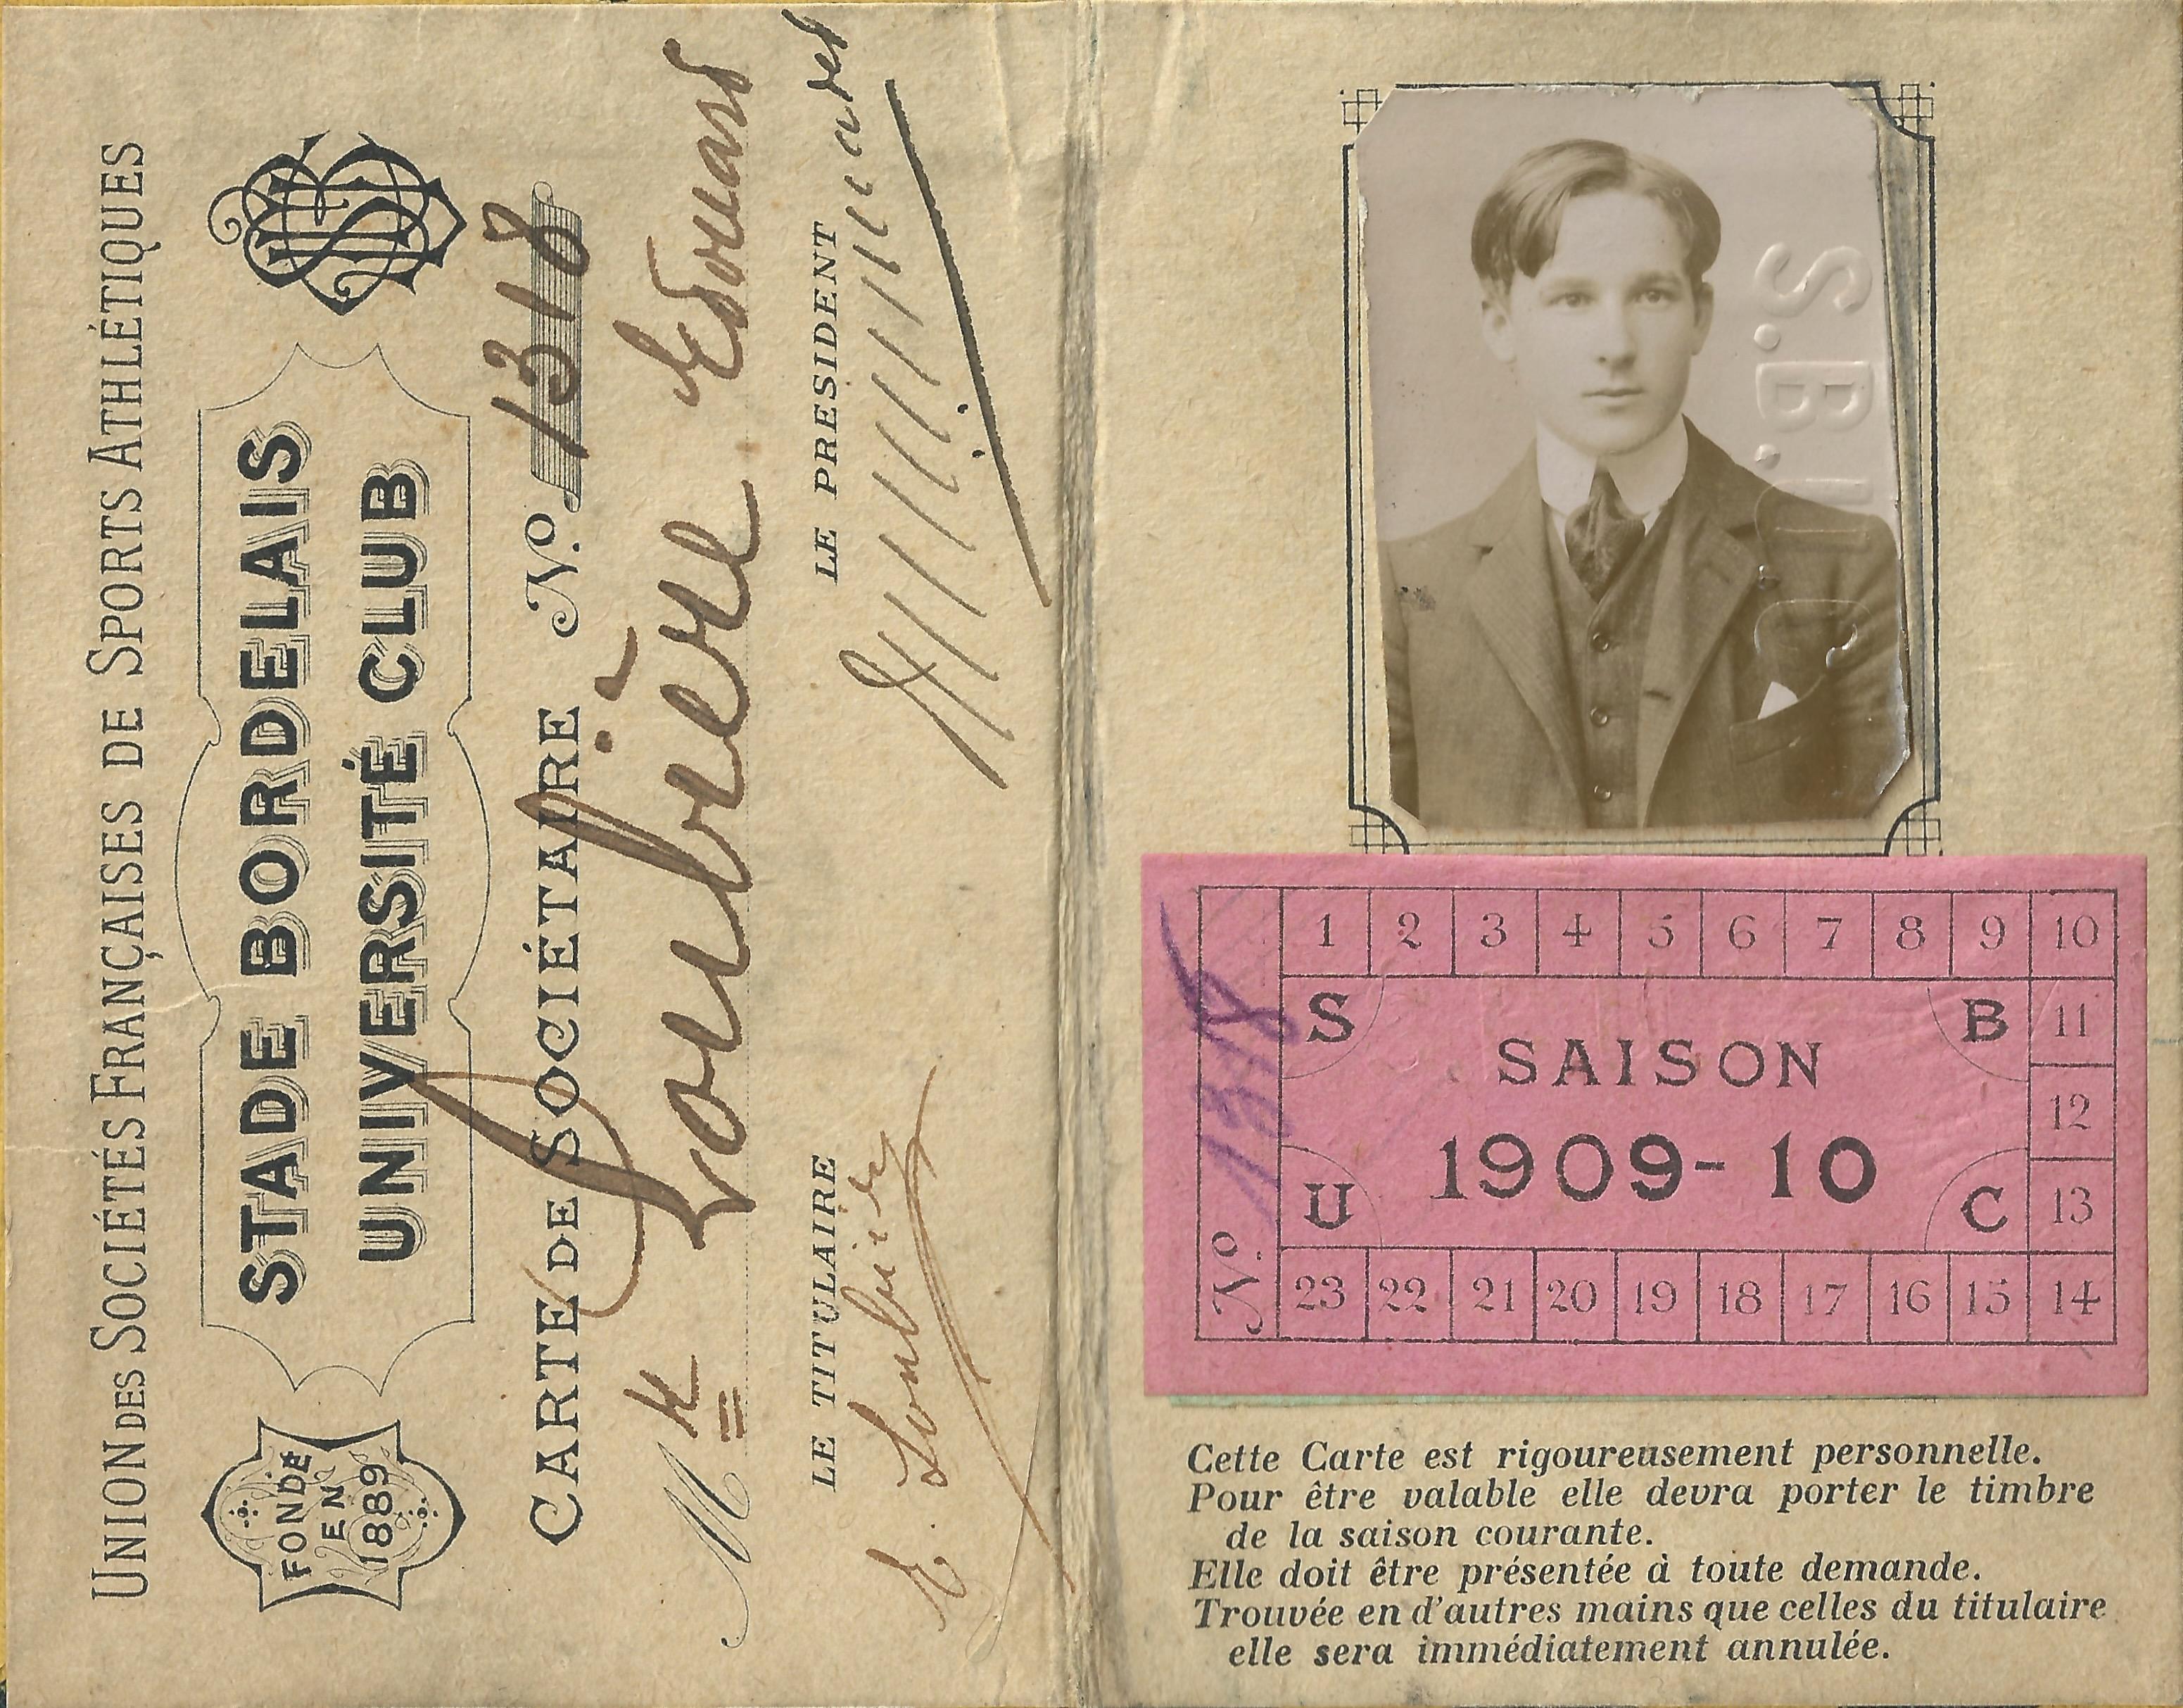 UNION DES SOCIÉTÉS FRANÇAISES DE SPORTS ATHLÉTIQUES
FONDÉ
EN
1889
STADE BORDELAIS
UNIVERSITÉ CLUB
CARTE DE SOCIÉTAIRE N.º 1318
M. Loubière Edouard
LE TITULAIRE
E. Loubière
LE PRESIDENT
S.B.U.C
1 2 3 4 5 6 7 8 9 10
S B 11
SAISON
12
1909-10
U C 13
23 22 21 20 19 18 17 16 15 14
N.º 1318
Cette Carte est rigoureusement personnelle.
Pour être valable elle devra porter le timbre
de la saison courante.
Elle doit être présentée à toute demande.
Trouvée en d'autres mains que celles du titulaire
elle sera immédiatement annulée.